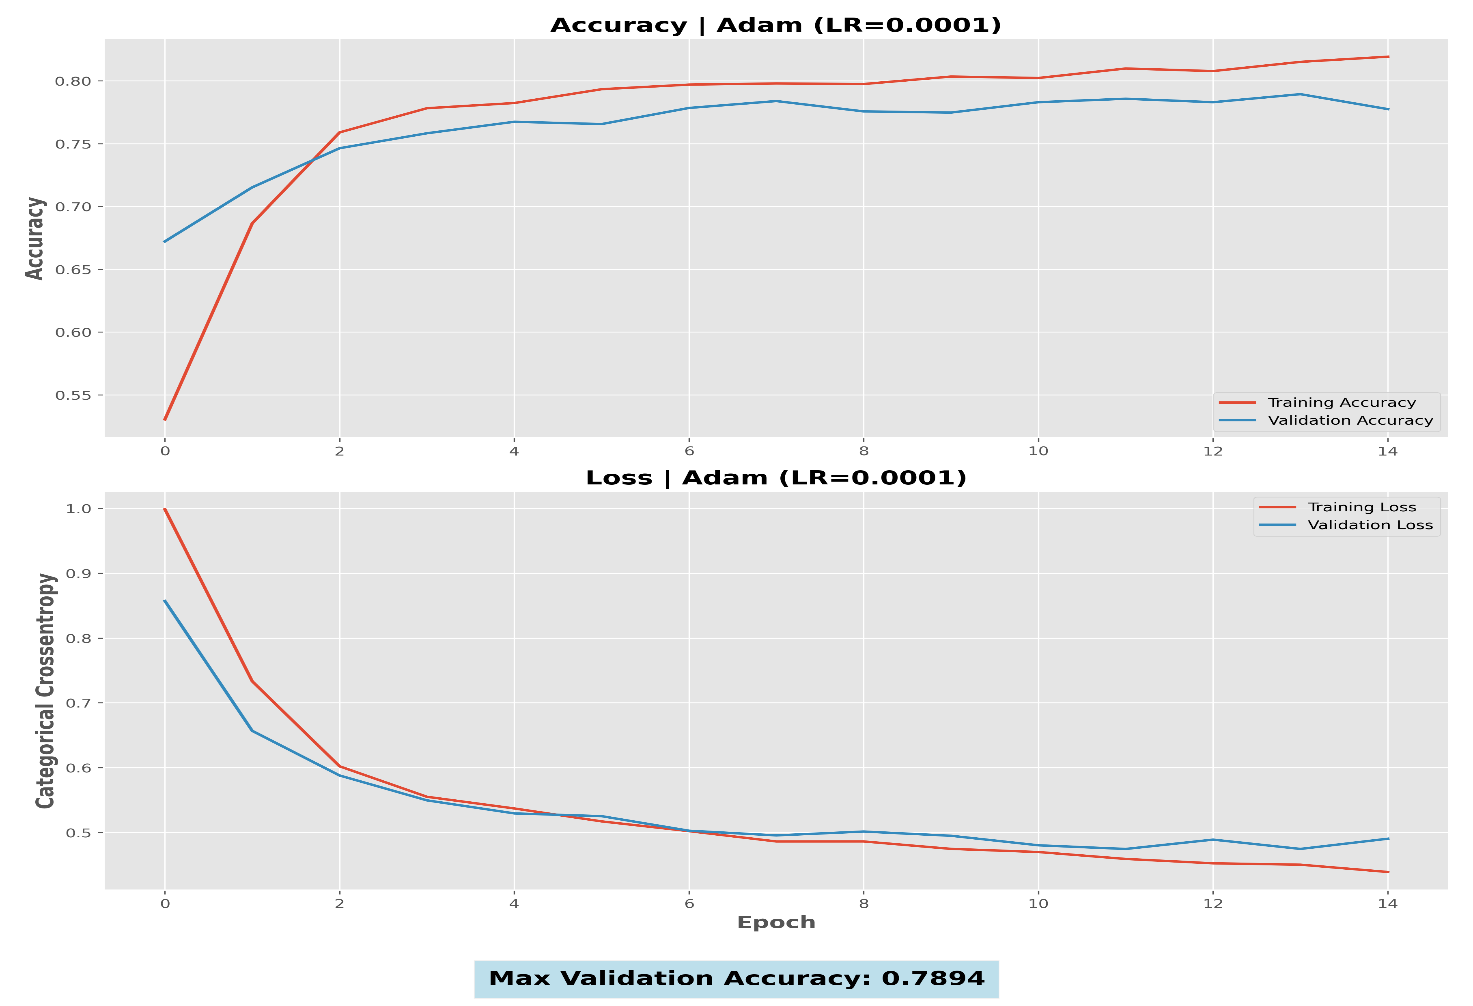 Accuracy | Adam (LR=0.0001)
Accuracy
0.80
0.75
0.70
0.65
0.60
0.55
Training Accuracy
Validation Accuracy
0 2 4 6 8 10 12 14
Loss | Adam (LR=0.0001)
Categorical Crossentropy
1.0
0.9
0.8
0.7
0.6
0.5
Training Loss
Validation Loss
0 2 4 6 8 10 12 14
Epoch
Max Validation Accuracy: 0.7894